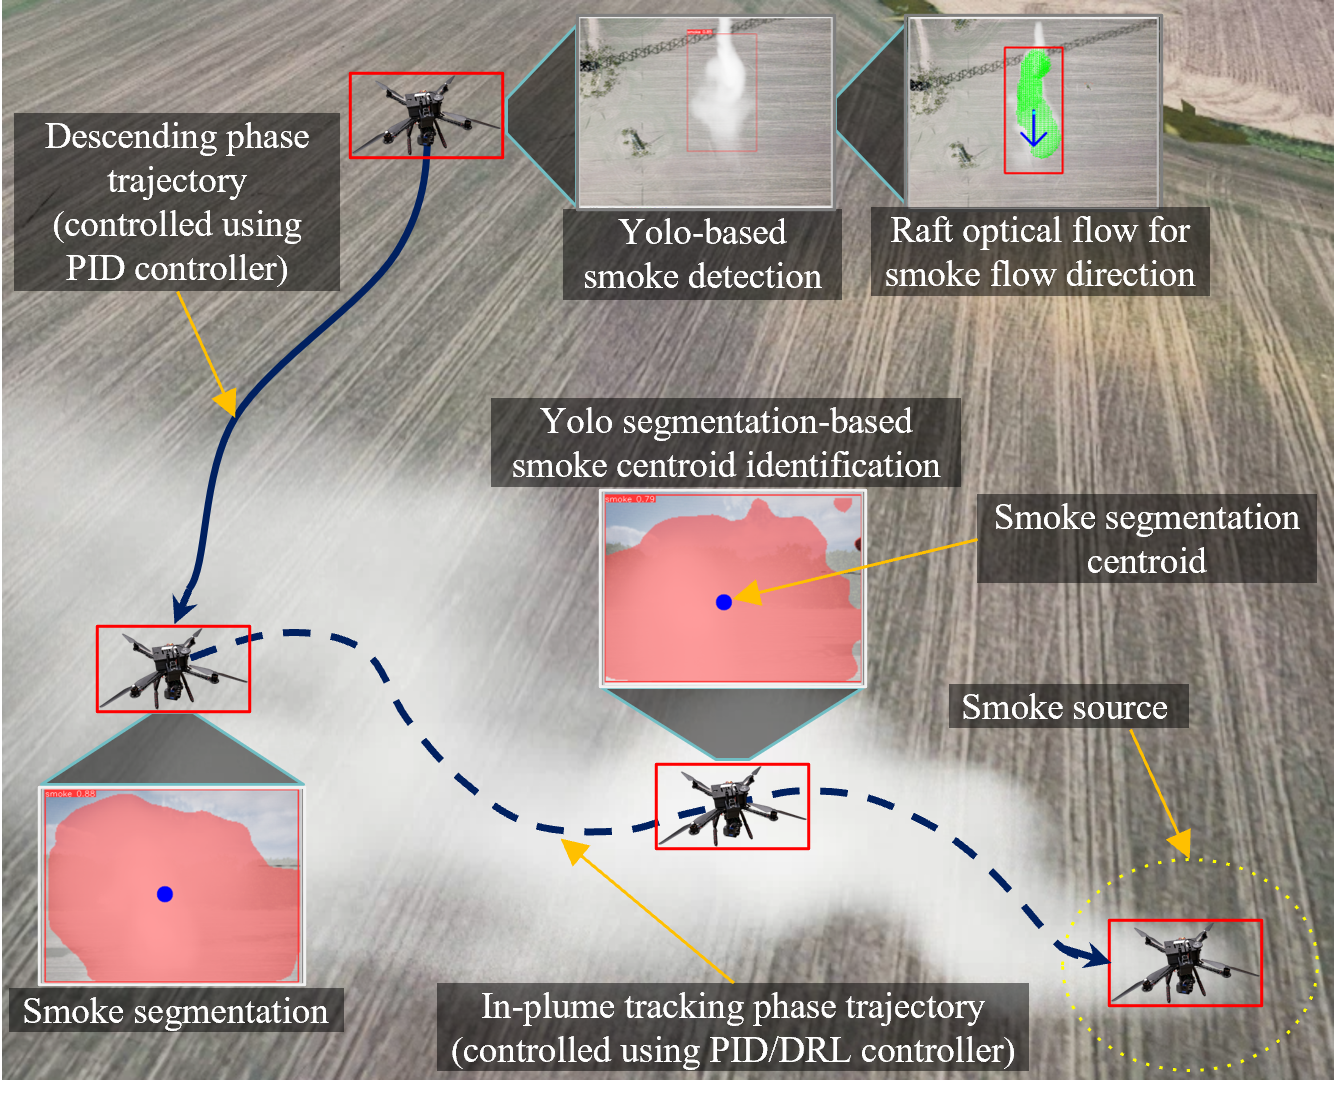 Descending phase
trajectory
(controlled using
PID controller)
Yolo-based
smoke detection
Raft optical flow for
smoke flow direction
Yolo segmentation-based
smoke centroid identification
smoke 0.79
Smoke segmentation
centroid
Smoke source
smoke 0.88
Smoke segmentation
In-plume tracking phase trajectory
(controlled using PID/DRL controller)